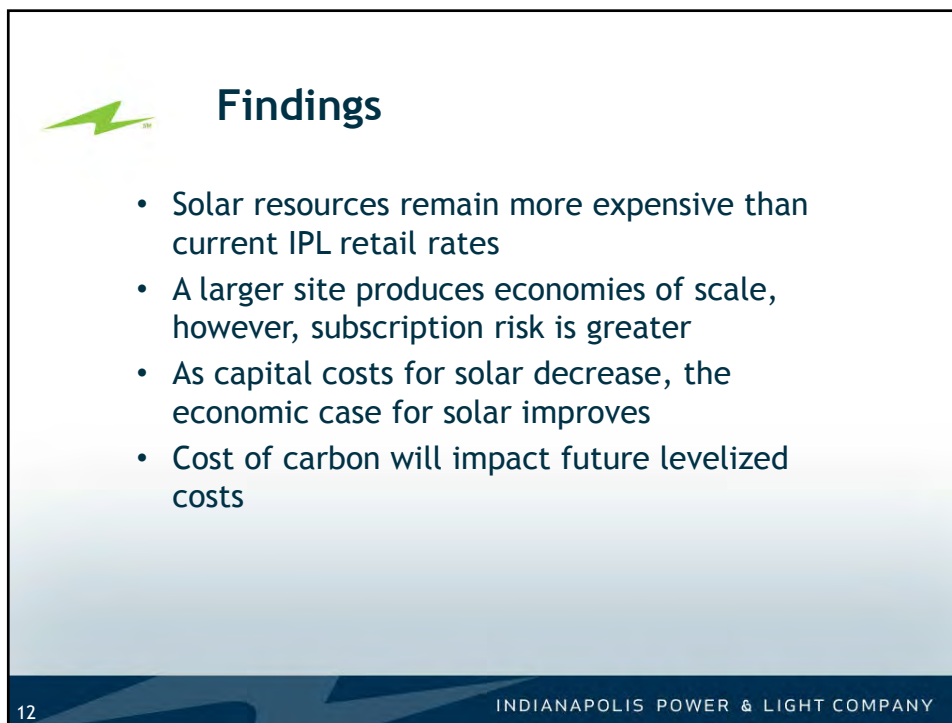 Findings
• Solar resources remain more expensive than
current IPL retail rates
• A larger site produces economies of scale,
however, subscription risk is greater
• As capital costs for solar decrease, the
economic case for solar improves
• Cost of carbon will impact future levelized
costs
12
INDIANAPOLIS POWER & LIGHT COMPANY